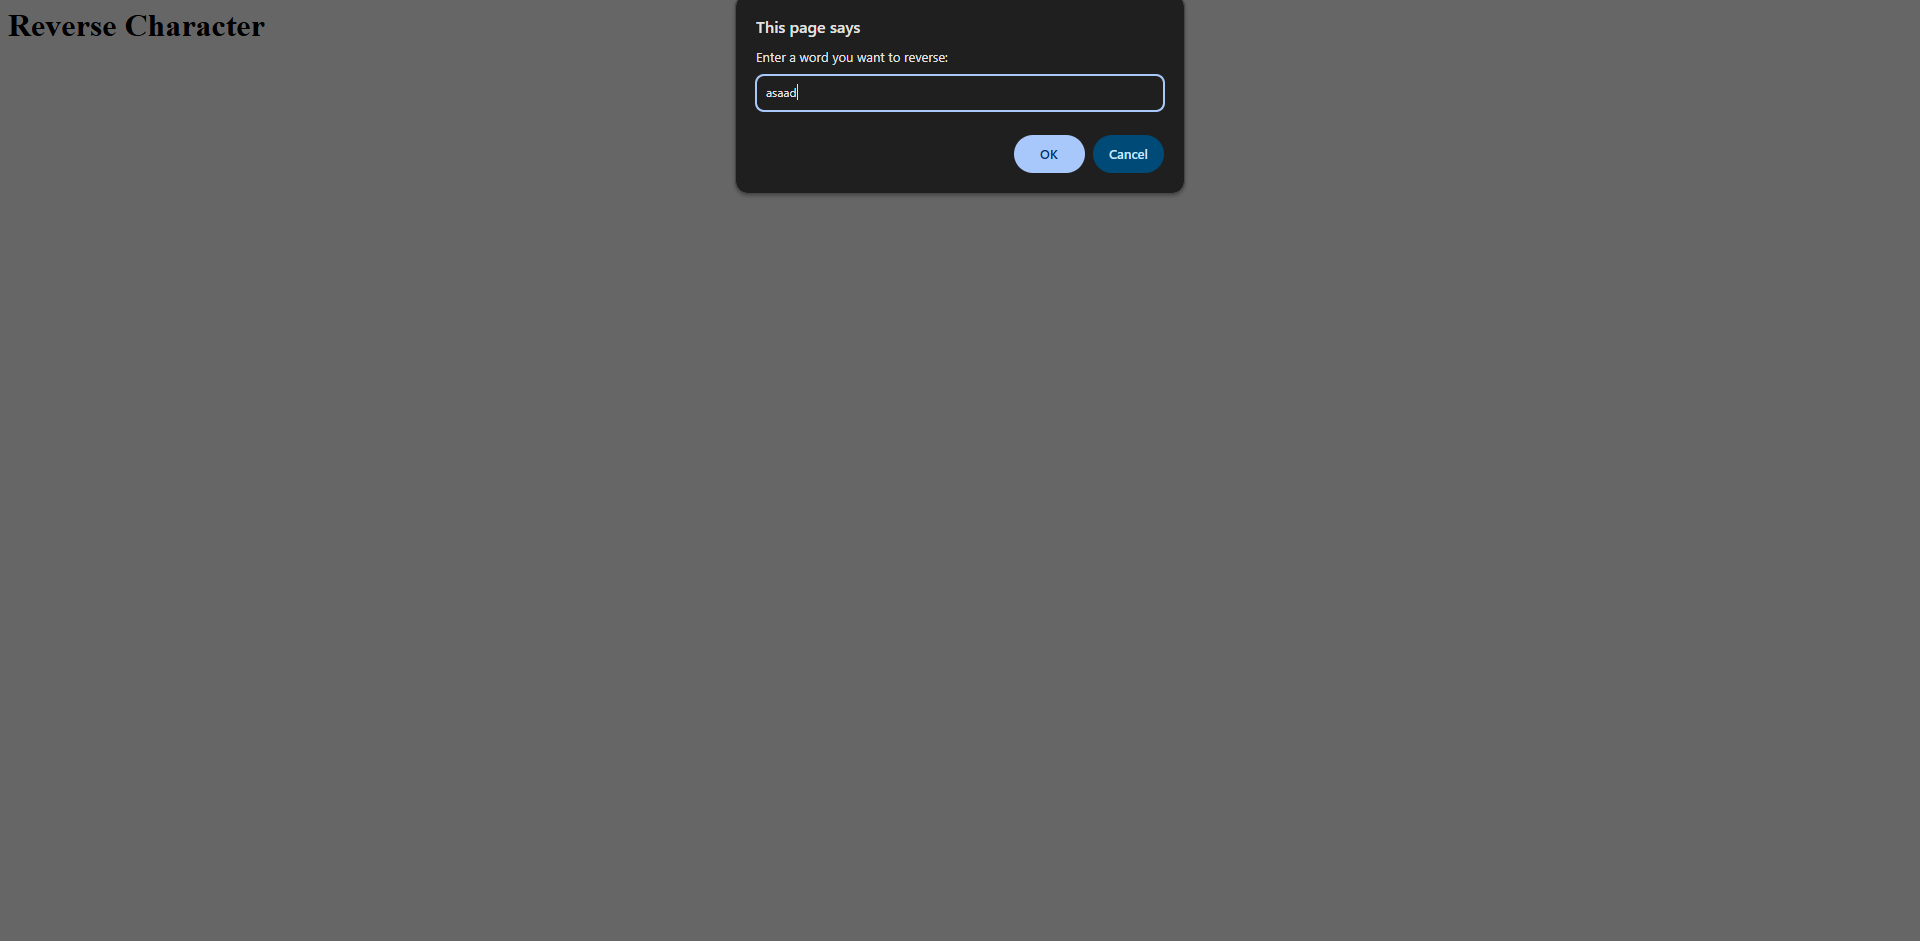 Reverse Character
This page says
Enter a word you want to reverse:
asaad
OK
Cancel